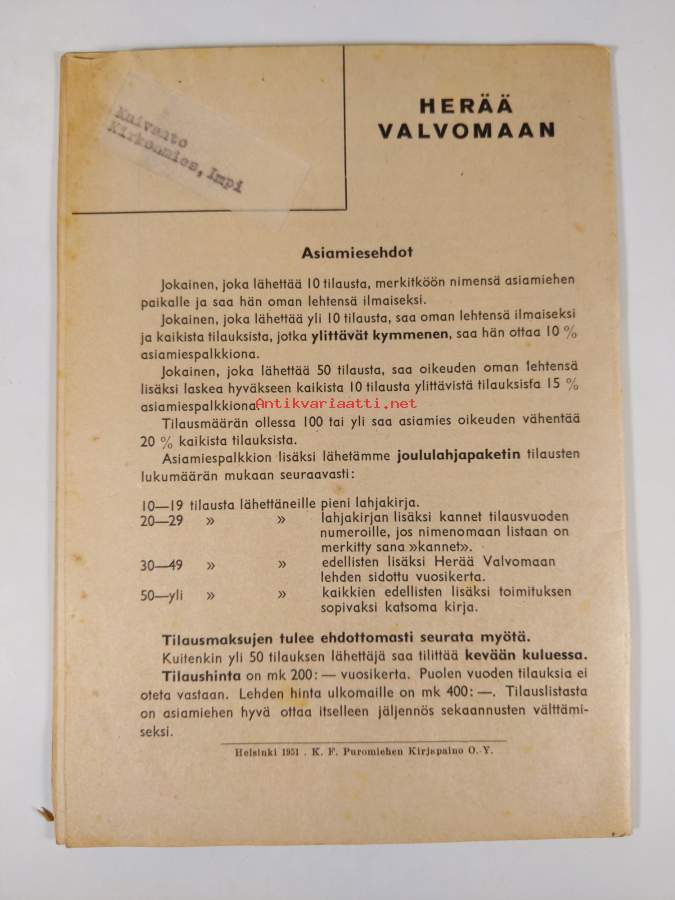 HERÄÄ
VALVOMAAN
Kuivanto
Kirkonmies, Impi
Asiamiesehdot
Jokainen, joka lähettää 10 tilausta, merkitköön nimensä asiamiehen
paikalle ja saa hän oman lehtensä ilmaiseksi.
Jokainen, joka lähettää yli 10 tilausta, saa oman lehtensä ilmaiseksi
ja kaikista tilauksista, jotka ylittävät kymmenen, saa hän ottaa 10 %
asiamiespalkkiona.
Jokainen, joka lähettää 50 tilausta, saa oikeuden oman lehtensä
lisäksi laskea hyväkseen kaikista 10 tilausta ylittävistä tilauksista 15 %
asiamiespalkkiona.
Antikvariaatti.net
Tilausmäärän ollessa 100 tai yli saa asiamies oikeuden vähentää
20 % kaikista tilauksista.
Asiamiespalkkion lisäksi lähetämme joululahjapaketin tilausten
lukumäärän mukaan seuraavasti:
10—19 tilausta lähettäneille pieni lahjakirja.
20—29 » » lahjakirjan lisäksi kannet tilausvuoden
numeroille, jos nimenomaan listaan on
merkitty sana »kannet».
30—49 » » edellisten lisäksi Herää Valvomaan
lehden sidottu vuosikerta.
50—yli » » kaikkien edellisten lisäksi toimituksen
sopivaksi katsoma kirja.
Tilausmaksujen tulee ehdottomasti seurata myötä.
Kuitenkin yli 50 tilauksen lähettäjä saa tilittää kevään kuluessa.
Tilaushinta on mk 200:— vuosikerta. Puolen vuoden tilauksia ei
oteta vastaan. Lehden hinta ulkomaille on mk 400:—. Tilauslistasta
on asiamiehen hyvä ottaa itselleen jäljennös sekaannusten välttämi-
seksi.
Helsinki 1951 . K. F. Puromiehen Kirjapaino O.-Y.